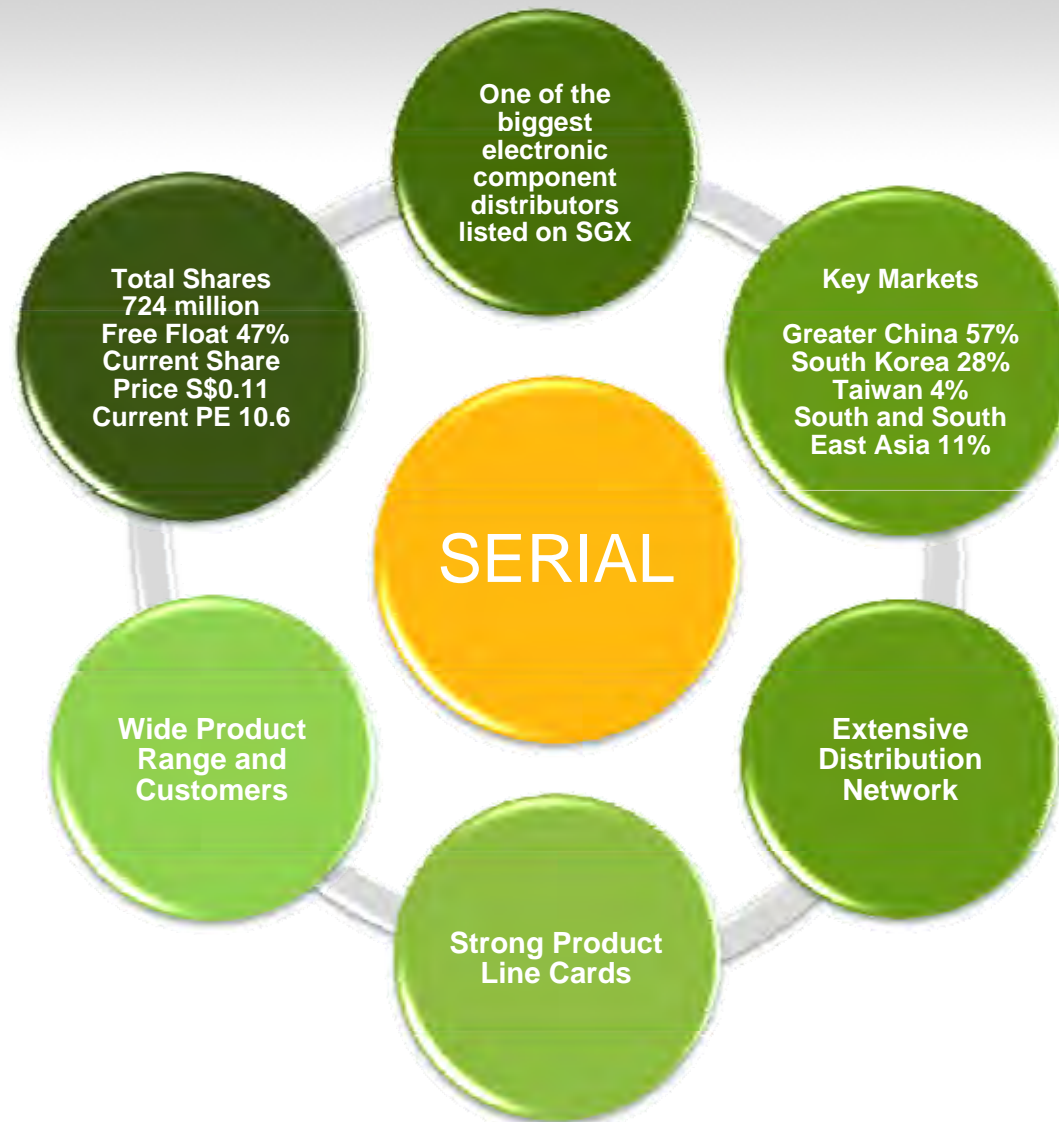 One of the
biggest
electronic
component
distributors
listed on SGX
Total Shares
724 million
Free Float 47%
Current Share
Price S$0.11
Current PE 10.6
Key Markets
Greater China 57%
South Korea 28%
Taiwan 4%
South and South
East Asia 11%
SERIAL
Wide Product
Range and
Customers
Extensive
Distribution
Network
Strong Product
Line Cards